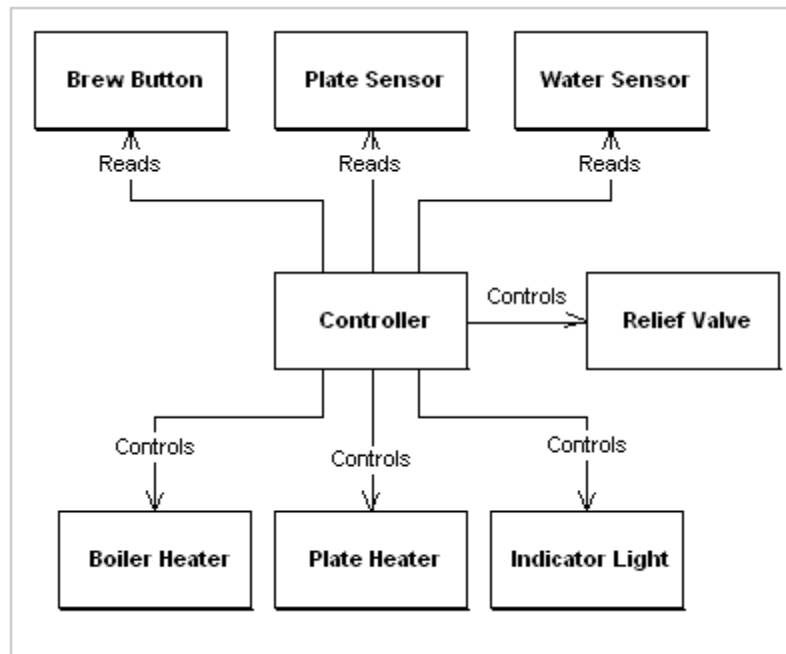 Brew Button
Plate Sensor
Water Sensor
Reads
Reads
Reads
Controller
Controls
Relief Valve
Controls
Controls
Controls
Boiler Heater
Plate Heater
Indicator Light